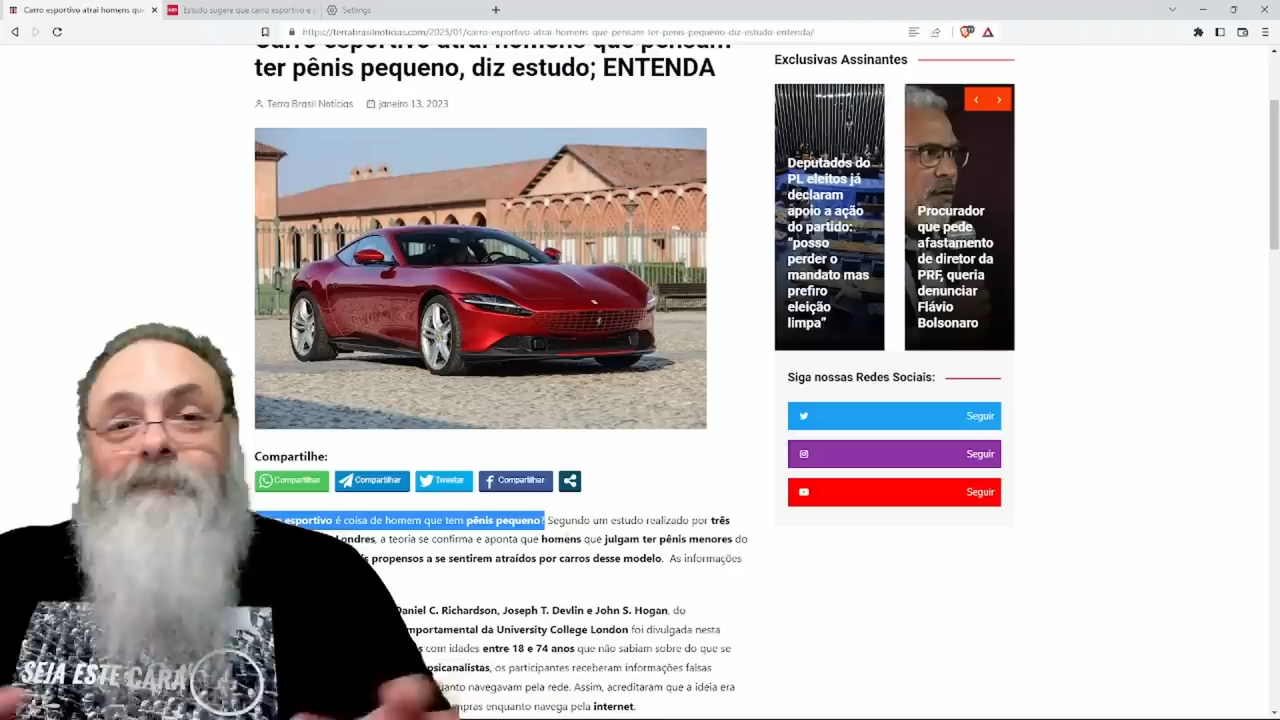 Carro esportivo atrai homens que
Estudo sugere que carro esportivo e
Settings
https://terrabrasilnoticias.com/2023/01/carro-esportivo-atrai-homens-que-pensam-ter-penis-pequeno-diz-estudo-entenda/
Carro esportivo atrai homens que pensam
ter pênis pequeno, diz estudo; ENTENDA
Terra Brasil Notícias janeiro 13, 2023
Compartilhe:
Compartilhar Compartilhar Tweetar Compartilhar
esportivo é coisa de homem que tem pênis pequeno? Segundo um estudo realizado por três
Londres, a teoria se confirma e aponta que homens que julgam ter pênis menores do
propensos a se sentirem atraídos por carros desse modelo. As informações
Daniel C. Richardson, Joseph T. Devlin e John S. Hogan, do
da University College London foi divulgada nesta
com idades entre 18 e 74 anos que não sabiam sobre do que se
os participantes receberam informações falsas
navegavam pela rede. Assim, acreditaram que a ideia era
enquanto navega pela internet.
Exclusivas Assinantes
Deputados do
PL eleitos já
declaram
apoio a ação
do partido:
“posso
perder o
mandato mas
prefiro
eleição
limpa”
Procurador
que pede
afastamento
de diretor da
PRF, queria
denunciar
Flávio
Bolsonaro
Siga nossas Redes Sociais:
Seguir
Seguir
Seguir
SEJA ESTE CARA